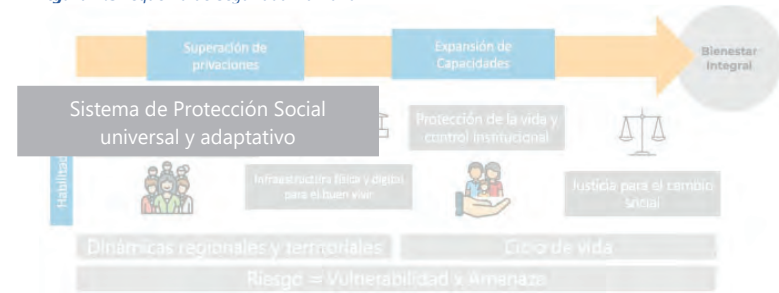 Superación de
privaciones
Expansión de
Capacidades
Bienestar
Integral
Sistema de Protección Social
universal y adaptativo
Protección de la vida y
control institucional
Infraestructura física y digital
para el buen vivir
Justicia para el cambio
social
Dinámicas regionales y territoriales
Ciclo de vida
Riesgo = Vulnerabilidad x Amenaza